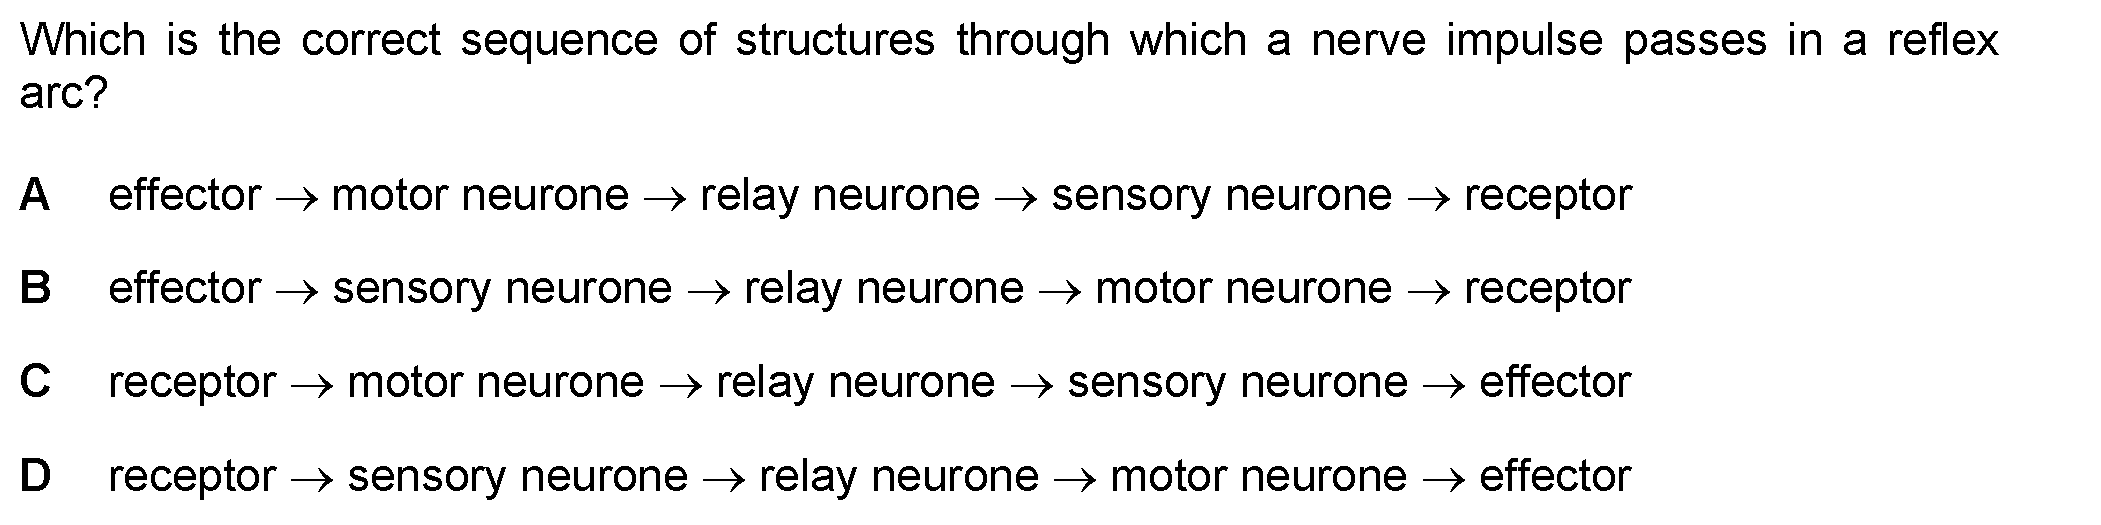 Which is the correct sequence of structures through which a nerve impulse passes in a reflex
arc?
A effector → motor neurone → relay neurone → sensory neurone → receptor
B effector → sensory neurone → relay neurone → motor neurone → receptor
C receptor → motor neurone → relay neurone → sensory neurone → effector
D receptor → sensory neurone → relay neurone → motor neurone → effector